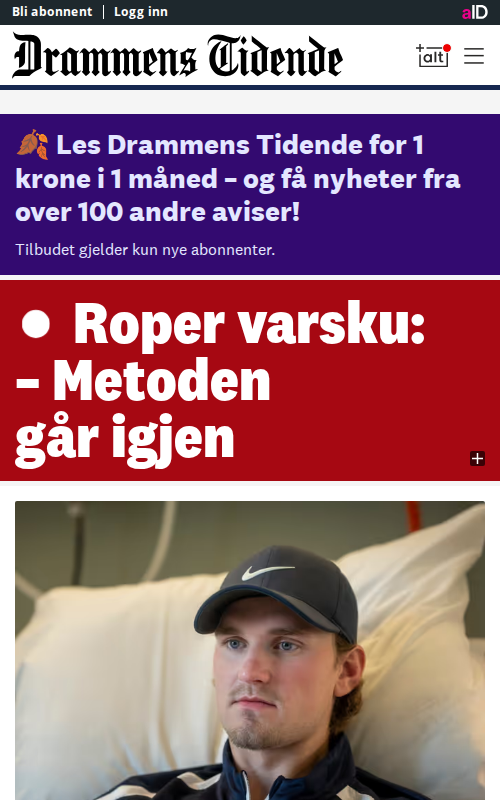 Bli abonnent | Logg inn
aID
Drammens Tidende
+alt
🍂 Les Drammens Tidende for 1
krone i 1 måned – og få nyheter fra
over 100 andre aviser!
Tilbudet gjelder kun nye abonnenter.
Roper varsku:
– Metoden
går igjen
+